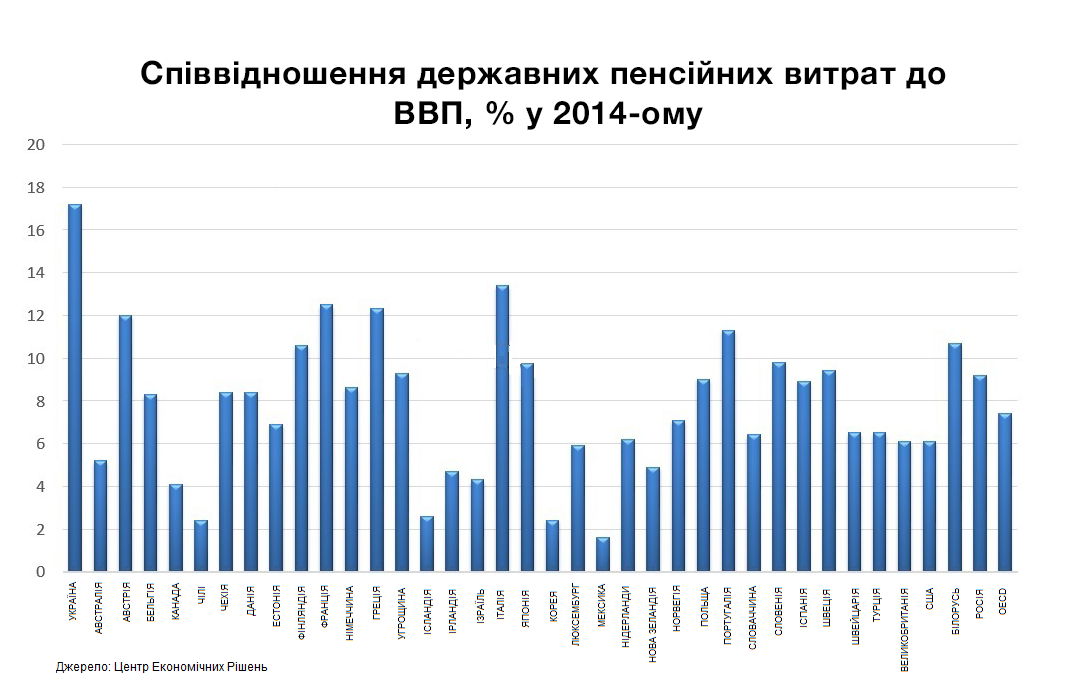 Співвідношення державних пенсійних витрат до
ВВП, % у 2014-ому
20
18
16
14
12
10
8
6
4
2
0
УКРАЇНА
АВСТРАЛІЯ
АВСТРІЯ
БЕЛЬГІЯ
КАНАДА
ЧІЛІ
ЧЕХІЯ
ДАНІЯ
ЕСТОНІЯ
ФІНЛЯНДІЯ
ФРАНЦІЯ
НІМЕЧЧИНА
ГРЕЦІЯ
УГРОЩИНА
ІСЛАНДІЯ
ІРЛАНДІЯ
ІЗРАЇЛЬ
ІТАЛІЯ
ЯПОНІЯ
КОРЕЯ
ЛЮКСЕМБУРГ
МЕКСИКА
НІДЕРЛАНДИ
НОВА ЗЕЛАНДІЯ
НОРВЕГІЯ
ПОЛЬЩА
ПОРТУГАЛІЯ
СЛОВАЧЧИНА
СЛОВЕНІЯ
ІСПАНІЯ
ШВЕЦІЯ
ШВЕЙЦАРІЯ
ТУРЦІЯ
ВЕЛИКОБРИТАНІЯ
США
БІЛОРУСЬ
РОСІЯ
OECD
Джерело: Центр Економічних Рішень